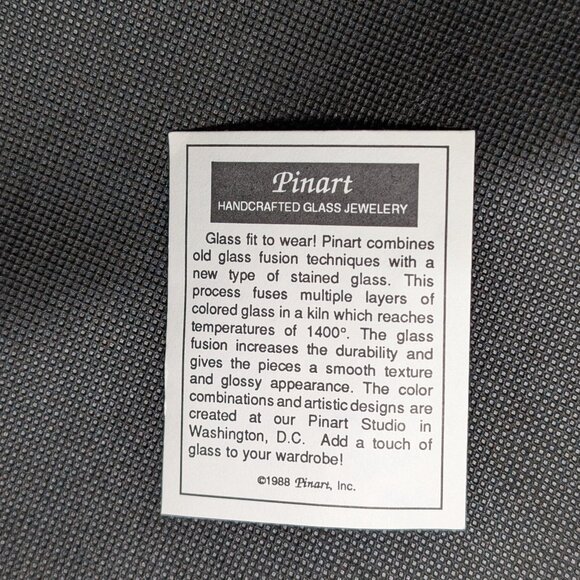 Pinart
HANDCRAFTED GLASS JEWELERY
Glass fit to wear! Pinart combines
old glass fusion techniques with a
new type of stained glass. This
process fuses multiple layers of
colored glass in a kiln which reaches
temperatures of 1400°. The glass
fusion increases the durability and
gives the pieces a smooth texture
and glossy appearance. The color
combinations and artistic designs are
created at our Pinart Studio in
Washington, D.C. Add a touch of
glass to your wardrobe!
©1988 Pinart, Inc.